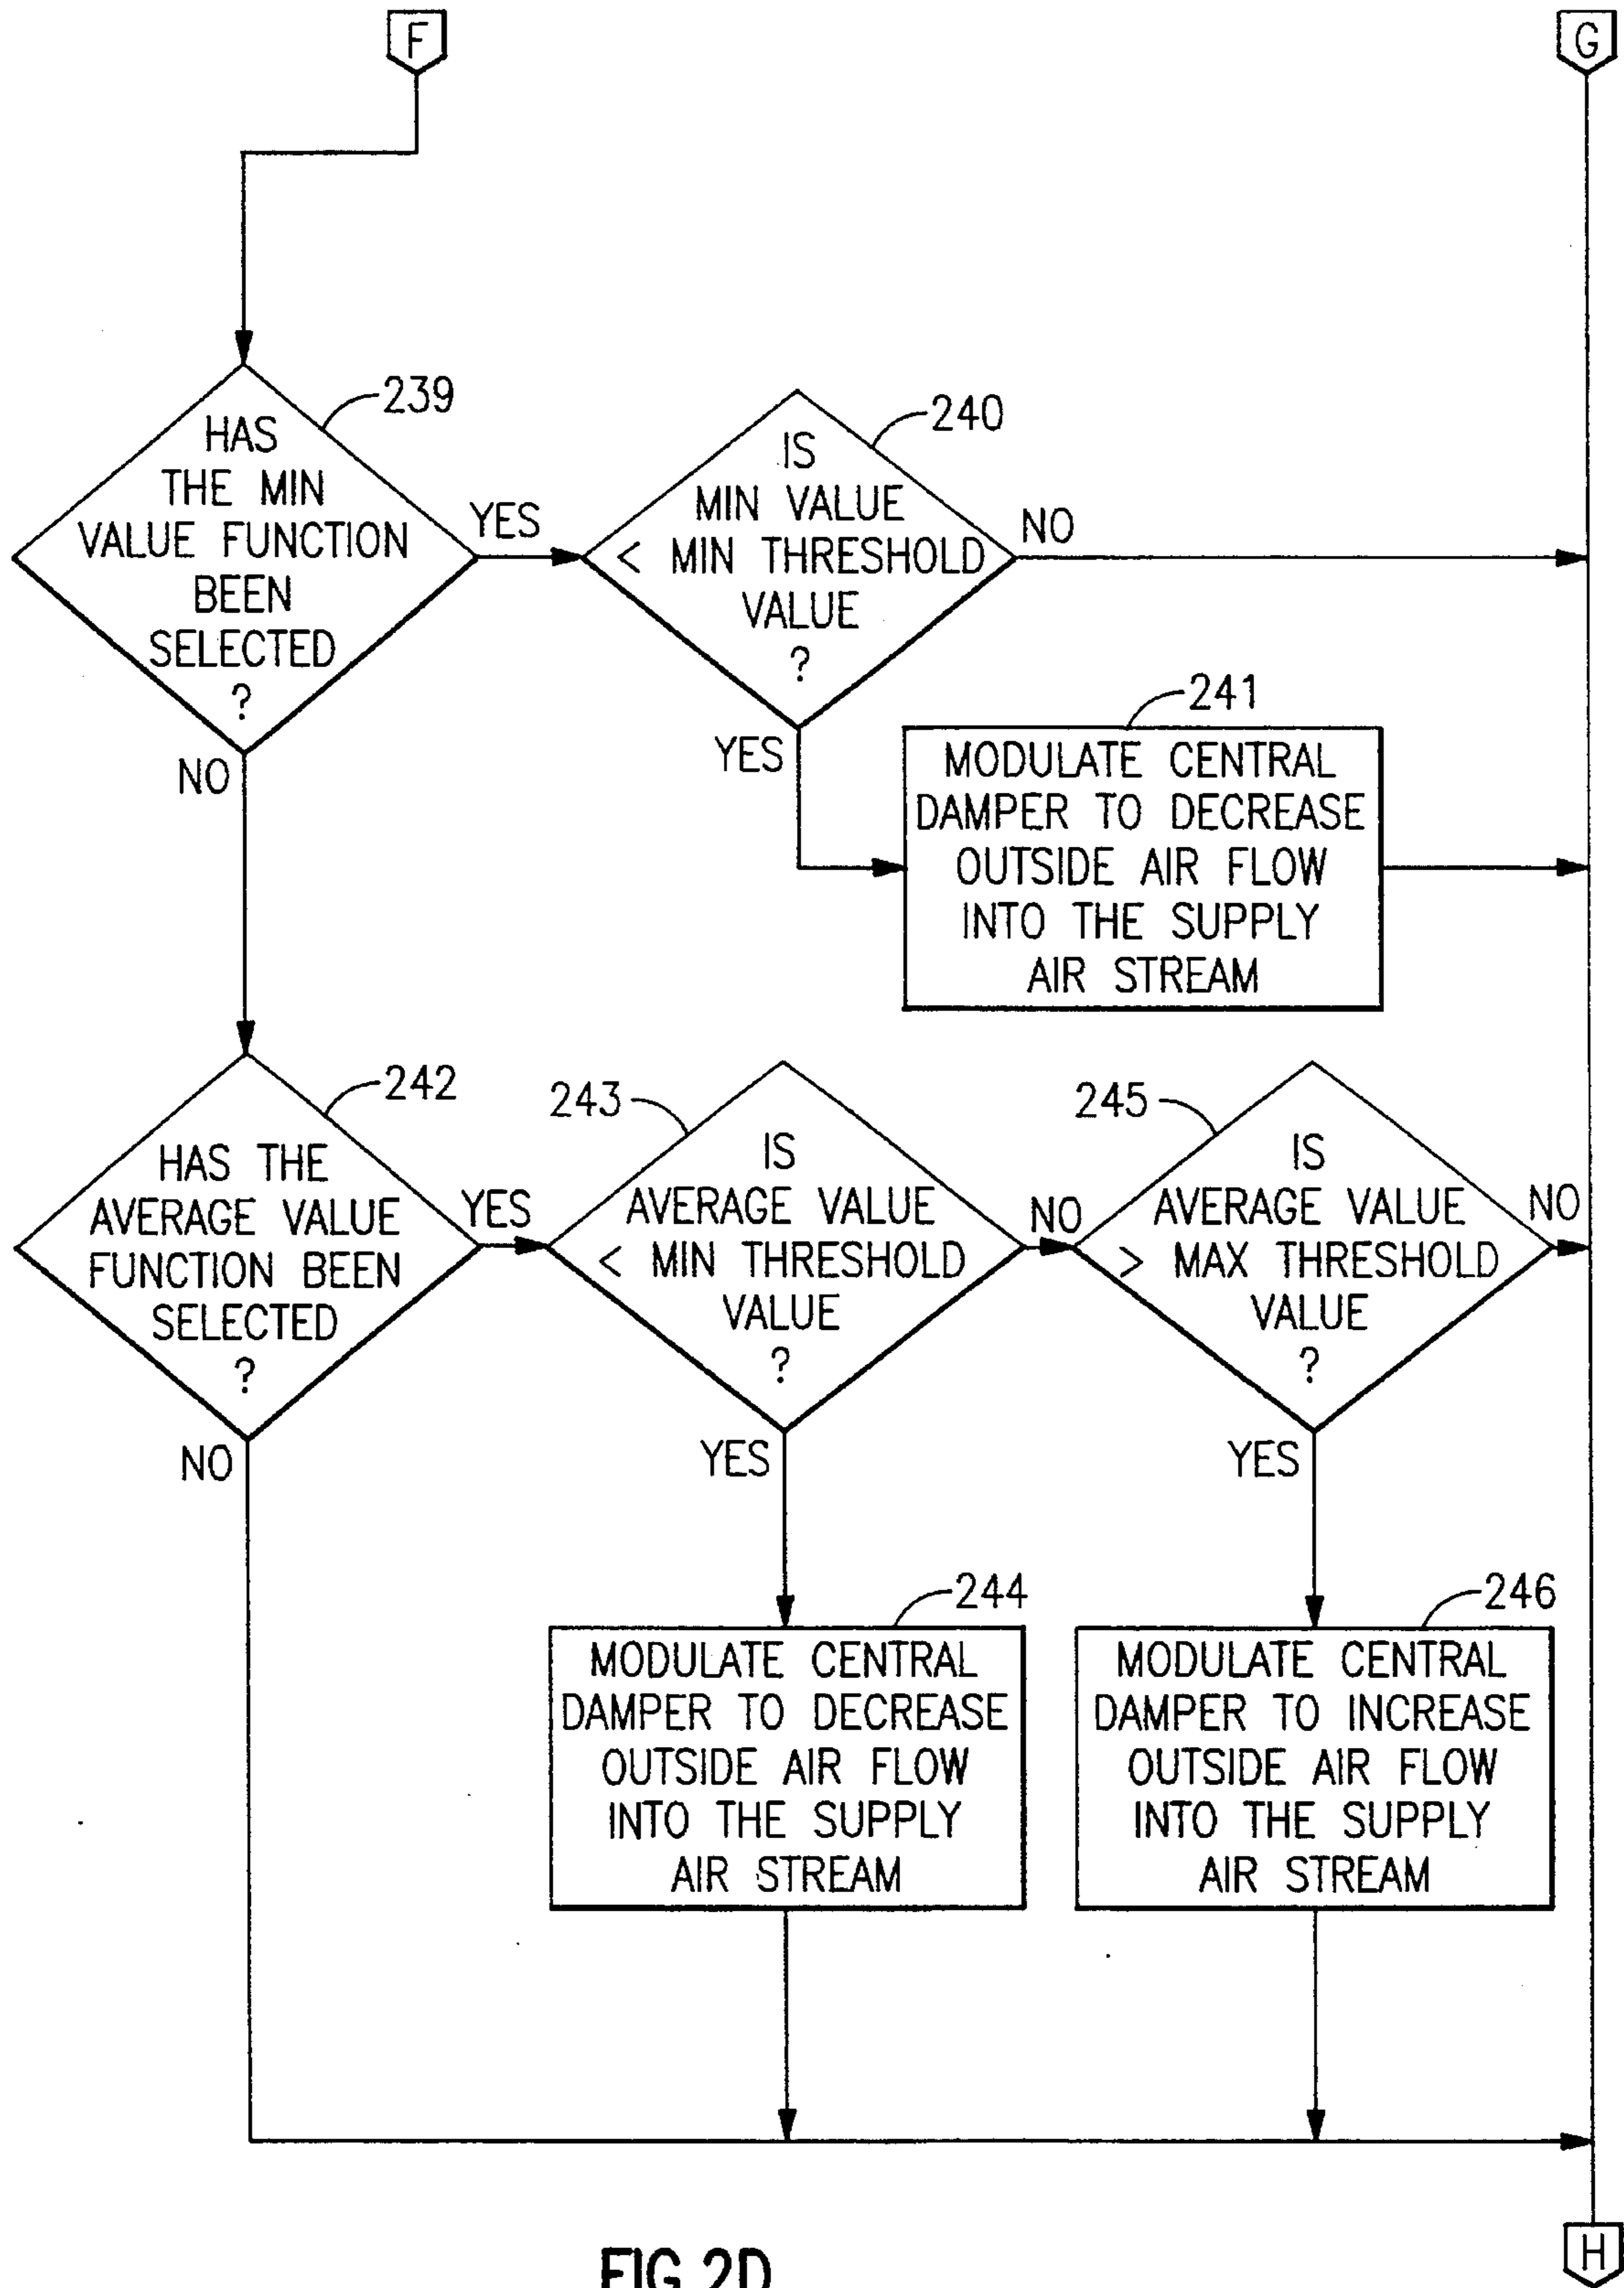 F
G
239
HAS
THE MIN
VALUE FUNCTION
BEEN
SELECTED
?
YES
NO
240
IS
MIN VALUE
< MIN THRESHOLD
VALUE
?
NO
YES
241
MODULATE CENTRAL
DAMPER TO DECREASE
OUTSIDE AIR FLOW
INTO THE SUPPLY
AIR STREAM
242
HAS THE
AVERAGE VALUE
FUNCTION BEEN
SELECTED
?
YES
NO
243
IS
AVERAGE VALUE
< MIN THRESHOLD
VALUE
?
NO
YES
245
IS
AVERAGE VALUE
> MAX THRESHOLD
VALUE
?
NO
YES
244
MODULATE CENTRAL
DAMPER TO DECREASE
OUTSIDE AIR FLOW
INTO THE SUPPLY
AIR STREAM
246
MODULATE CENTRAL
DAMPER TO INCREASE
OUTSIDE AIR FLOW
INTO THE SUPPLY
AIR STREAM
H
FIG. 2D